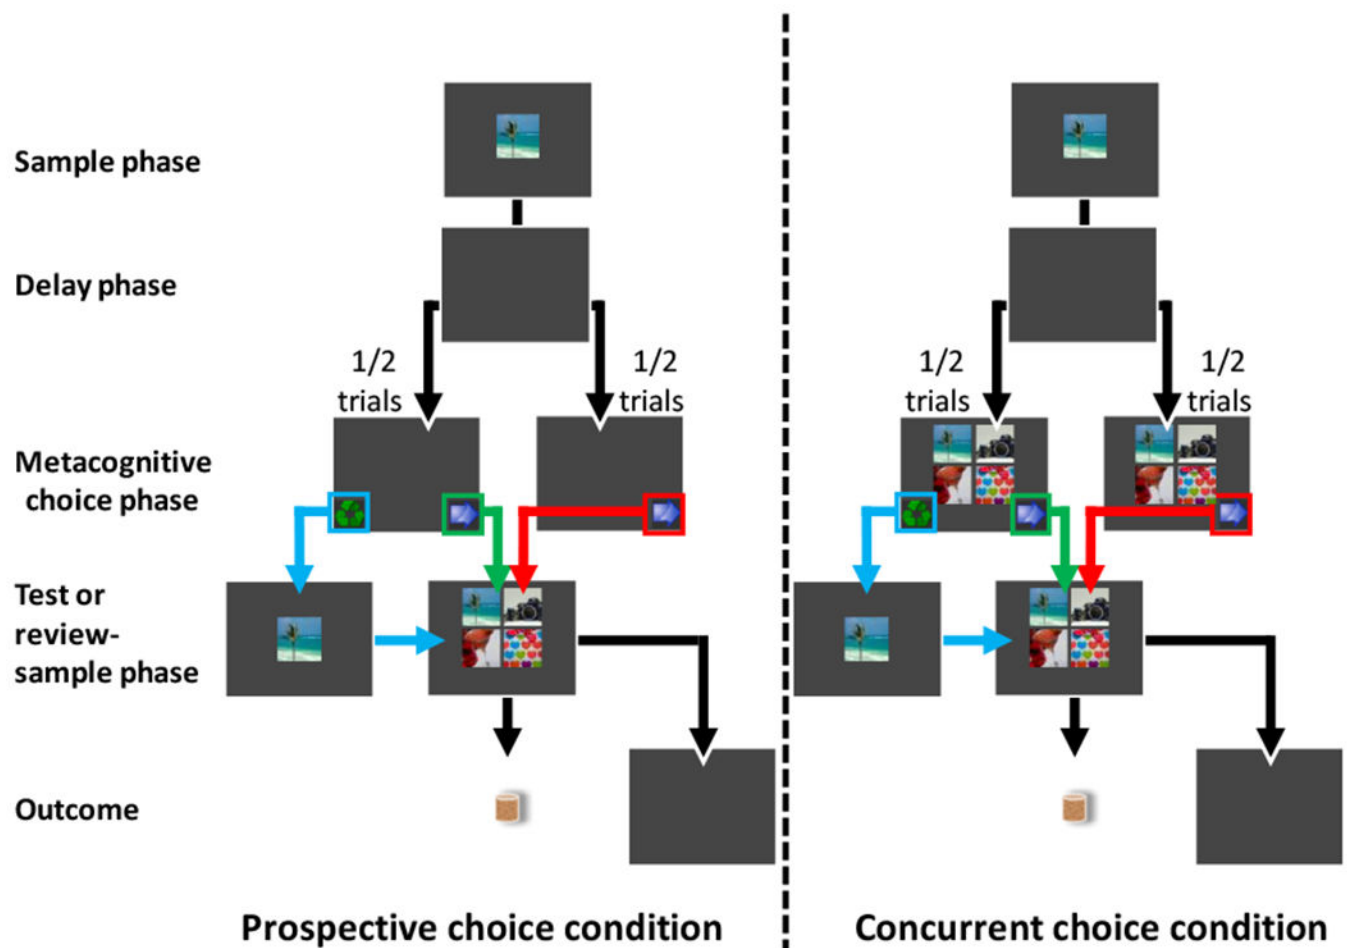 Sample phase
Delay phase
1/2
trials
1/2
trials
1/2
trials
1/2
trials
Metacognitive
choice phase
Test or
review-
sample phase
Outcome
Prospective choice condition
Concurrent choice condition